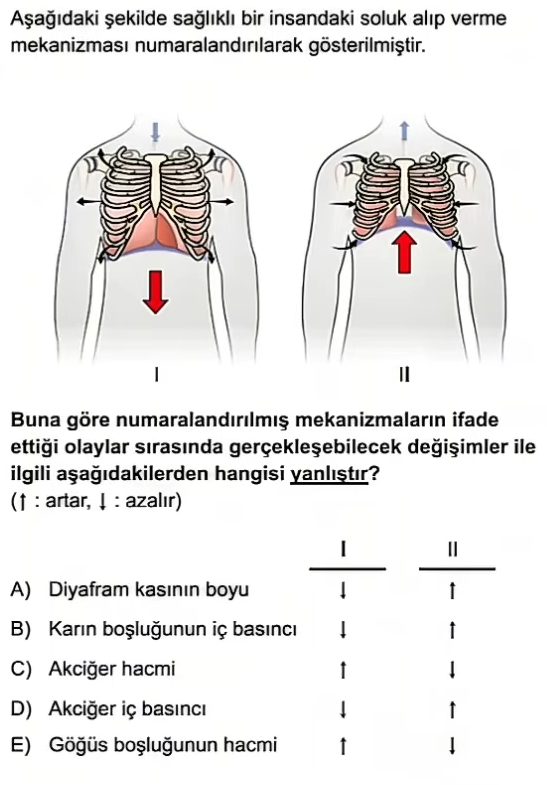 Aşağıdaki şekilde sağlıklı bir insandaki soluk alıp verme
mekanizması numaralandırılarak gösterilmiştir.
I
II
Buna göre numaralandırılmış mekanizmaların ifade
ettiği olaylar sırasında gerçekleşebilecek değişimler ile
ilgili aşağıdakilerden hangisi yanlıştır?
(↑ : artar, ↓ : azalır)
I II
A) Diyafram kasının boyu ↓ ↑
B) Karın boşluğunun iç basıncı ↓ ↑
C) Akciğer hacmi ↑ ↓
D) Akciğer iç basıncı ↓ ↑
E) Göğüs boşluğunun hacmi ↑ ↓